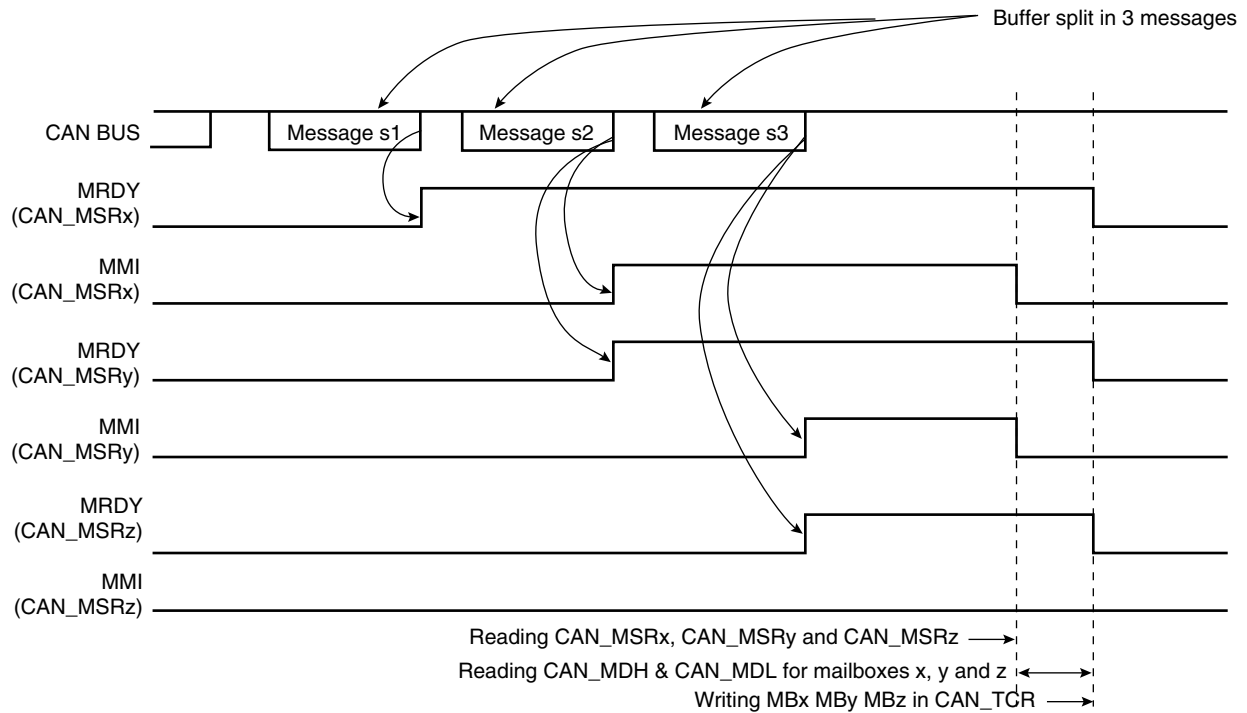 Buffer split in 3 messages
CAN BUS
Message s1
Message s2
Message s3
MRDY
(CAN_MSRx)
MMI
(CAN_MSRx)
MRDY
(CAN_MSRy)
MMI
(CAN_MSRy)
MRDY
(CAN_MSRz)
MMI
(CAN_MSRz)
Reading CAN_MSRx, CAN_MSRy and CAN_MSRz
Reading CAN_MDH & CAN_MDL for mailboxes x, y and z
Writing MBx MBy MBz in CAN_TCR